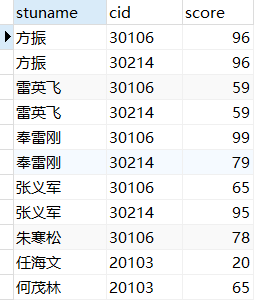 stuname cid score
方振 30106 96
方振 30214 96
雷英飞 30106 59
雷英飞 30214 59
奉雷刚 30106 99
奉雷刚 30214 79
张义军 30106 65
张义军 30214 95
朱寒松 30106 78
任海文 20103 20
何茂林 20103 65